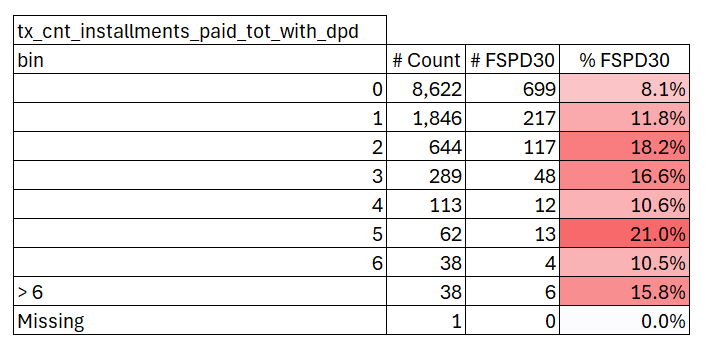 tx_cnt_installments_paid_tot_with_dpd
bin # Count # FSPD30 % FSPD30
0 8,622 699 8.1%
1 1,846 217 11.8%
2 644 117 18.2%
3 289 48 16.6%
4 113 12 10.6%
5 62 13 21.0%
6 38 4 10.5%
> 6 38 6 15.8%
Missing 1 0 0.0%